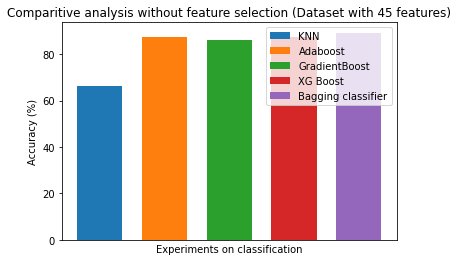 Comparitive analysis without feature selection (Dataset with 45 features)
KNN
Adaboost
GradientBoost
XG Boost
Bagging classifier
Accuracy (%)
80
60
40
20
0
Experiments on classification